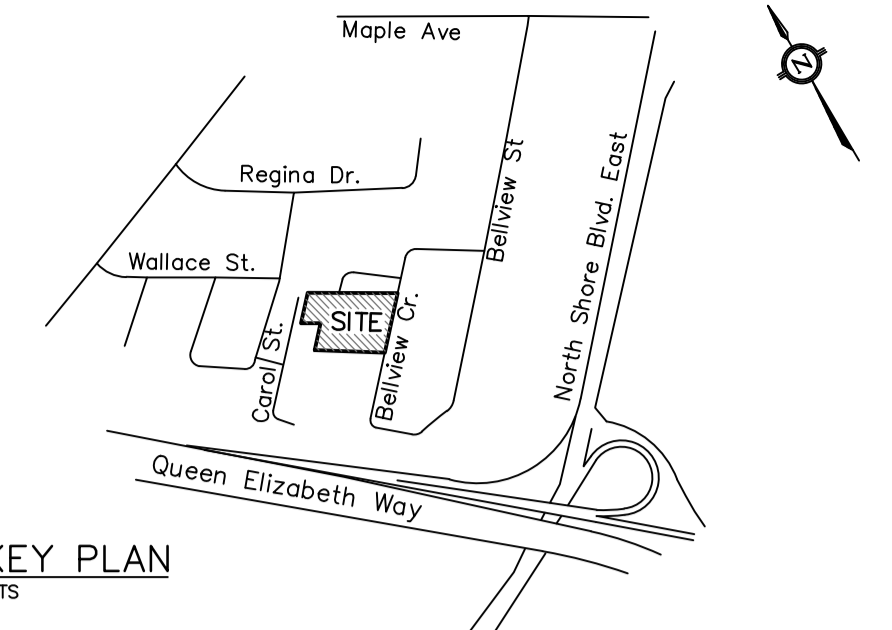 Maple Ave
N
Bellview St
North Shore Blvd. East
Regina Dr.
Wallace St.
SITE
Carol St.
Bellview Cr.
Queen Elizabeth Way
KEY PLAN
NTS